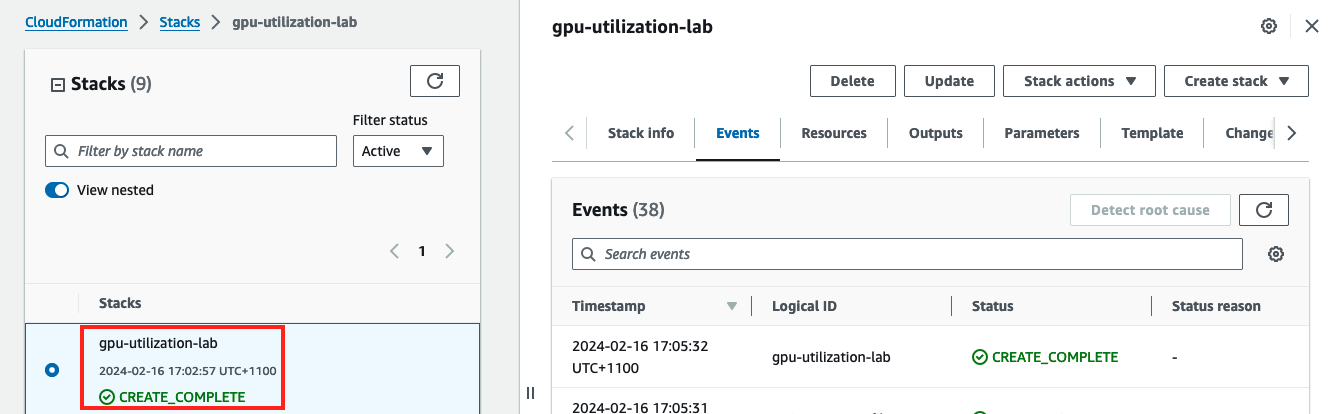 CloudFormation > Stacks > gpu-utilization-lab
Stacks (9)
Filter status
Filter by stack name
Active
View nested
1
Stacks
gpu-utilization-lab
2024-02-16 17:02:57 UTC+1100
CREATE_COMPLETE
gpu-utilization-lab
Delete Update Stack actions Create stack
Stack info Events Resources Outputs Parameters Template Change
Events (38)
Detect root cause
Search events
Timestamp Logical ID Status Status reason
2024-02-16 17:05:32
UTC+1100
gpu-utilization-lab
CREATE_COMPLETE
-
2024-02-16 17:05:31